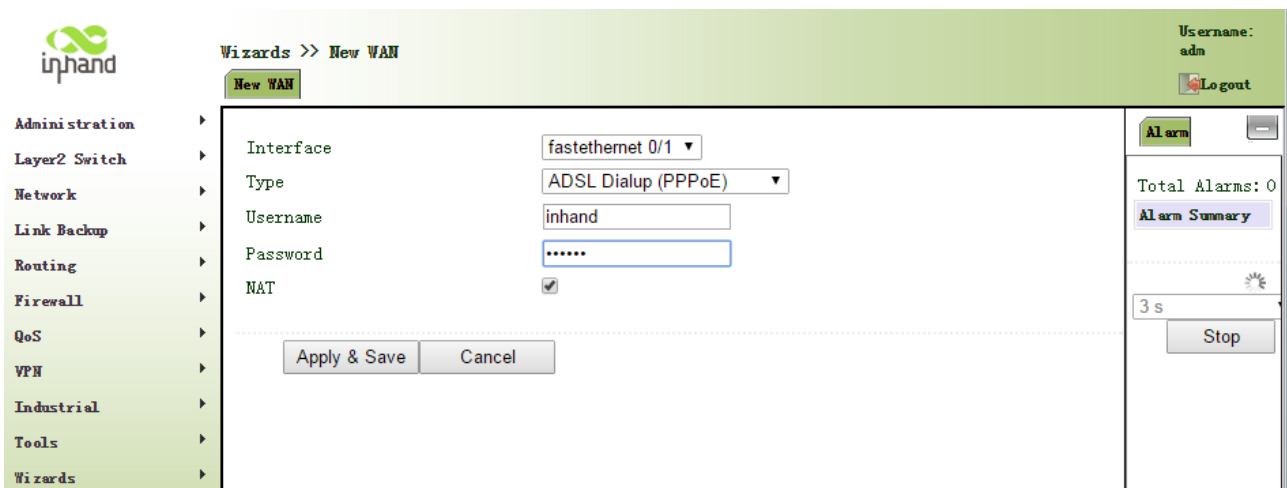 inhand
Wizards >> New WAN
New WAN
Username:
adm
Logout
Administration
Layer2 Switch
Network
Link Backup
Routing
Firewall
QoS
VPN
Industrial
Tools
Wizards
Interface
fastethernet 0/1
Type
ADSL Dialup (PPPoE)
Username
inhand
Password
••••••
NAT
Apply & Save
Cancel
Alarm
Total Alarms: 0
Alarm Summary
3 s
Stop